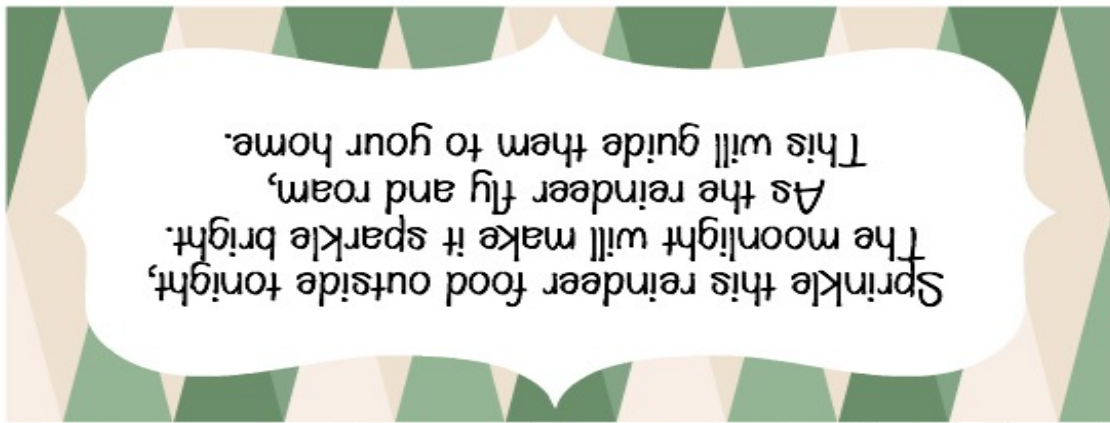 Sprinkle this reindeer food outside tonight,
The moonlight will make it sparkle bright.
As the reindeer fly and roam,
This will guide them to your home.